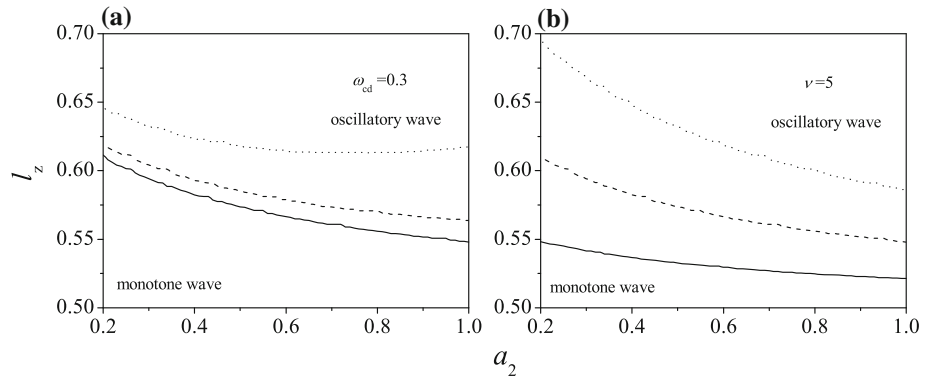 (a)
(b)
0.70
0.65
0.60
0.55
0.50
l_z
ω_cd=0.3
oscillatory wave
monotone wave
0.2 0.4 0.6 0.8 1.0
0.70
0.65
0.60
0.55
0.50
ν=5
oscillatory wave
monotone wave
0.2 0.4 0.6 0.8 1.0
a_2